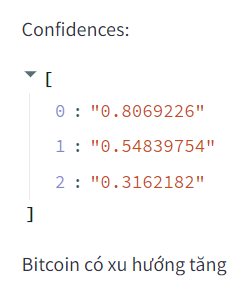 Confidences:
[
0 : "0.8069226"
1 : "0.54839754"
2 : "0.3162182"
]
Bitcoin có xu hướng tăng